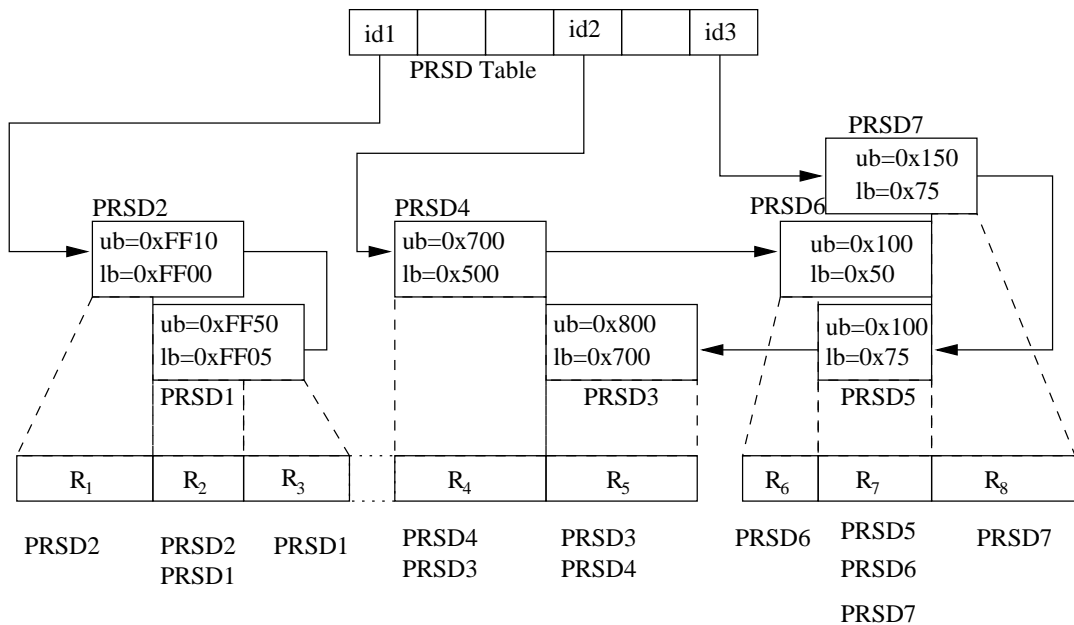 id1 id2 id3
PRSD Table
PRSD7
ub=0x150
lb=0x75
PRSD2
ub=0xFF10
lb=0xFF00
PRSD4
ub=0x700
lb=0x500
PRSD6
ub=0x100
lb=0x50
ub=0xFF50
lb=0xFF05
PRSD1
ub=0x800
lb=0x700
PRSD3
ub=0x100
lb=0x75
PRSD5
R1 R2 R3 R4 R5 R6 R7 R8
PRSD2
PRSD2
PRSD1
PRSD1
PRSD4
PRSD3
PRSD3
PRSD4
PRSD6
PRSD5
PRSD6
PRSD7
PRSD7